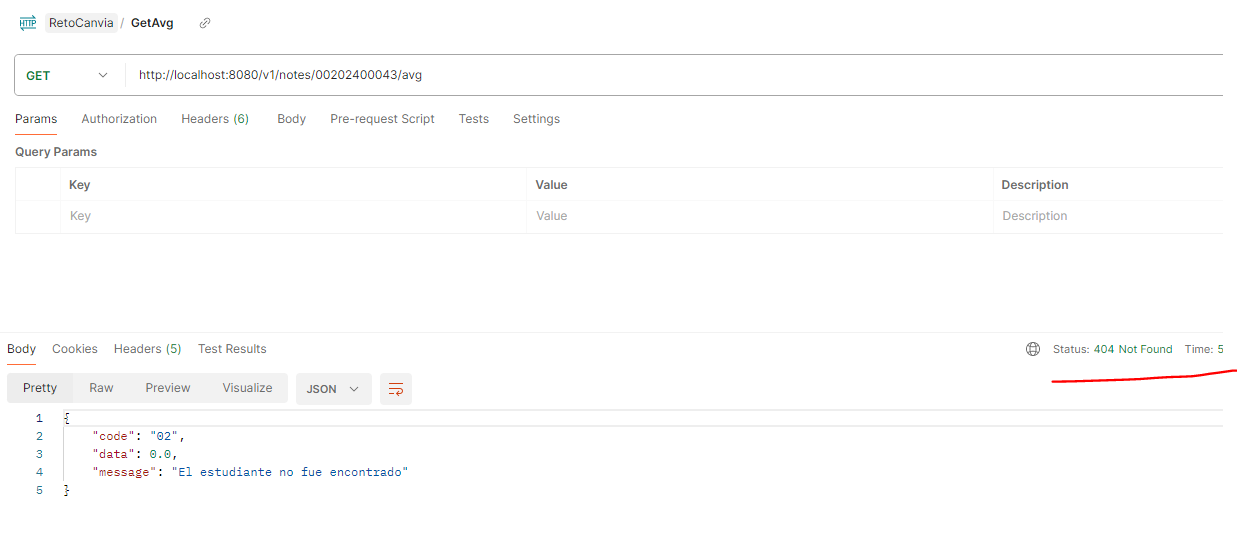 HTTP RetoCanvia / GetAvg
GET http://localhost:8080/v1/notes/00202400043/avg
Params Authorization Headers (6) Body Pre-request Script Tests Settings
Query Params
Key Value Description
Key Value Description
Body Cookies Headers (5) Test Results Status: 404 Not Found Time: 5
Pretty Raw Preview Visualize JSON
1 {
2 "code": "02",
3 "data": 0.0,
4 "message": "El estudiante no fue encontrado"
5 }